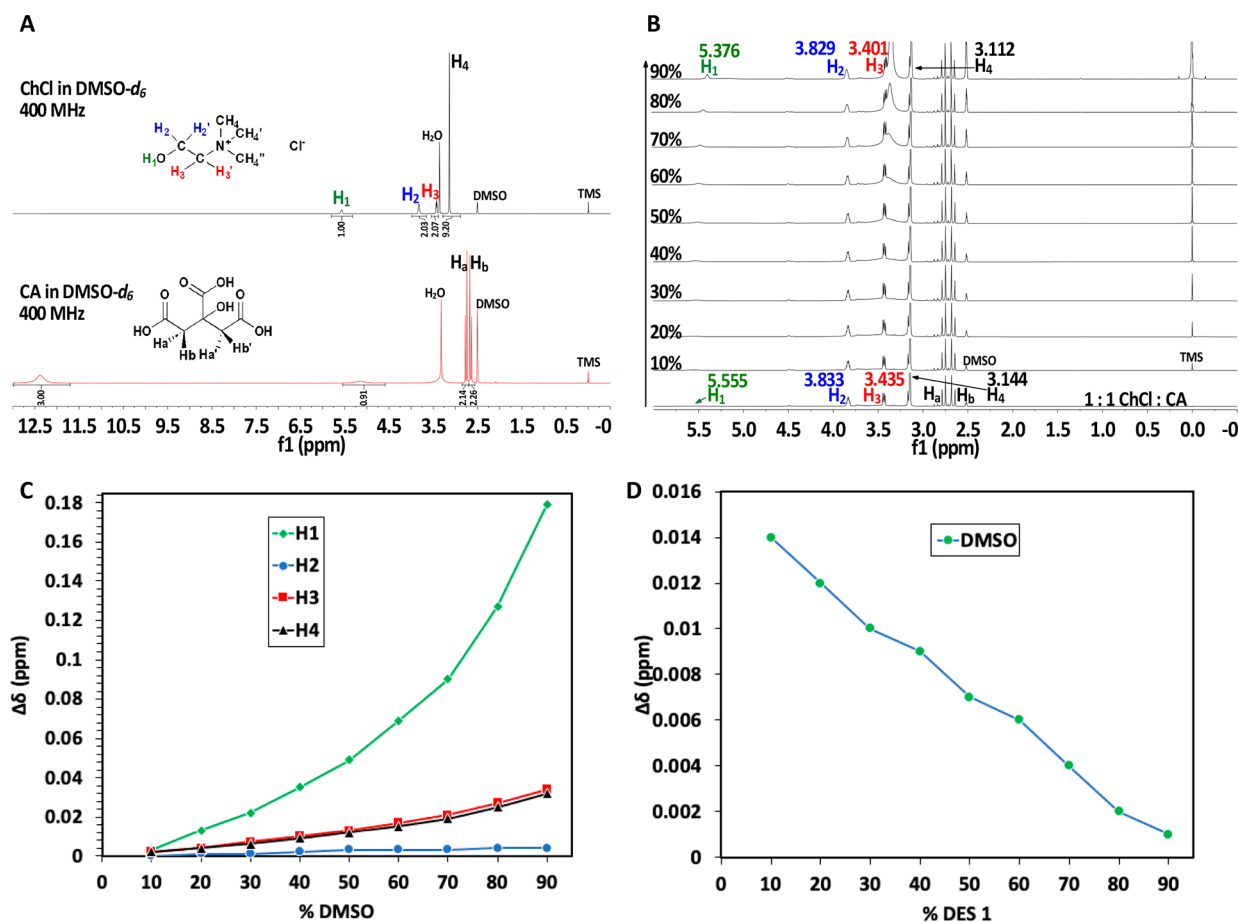 A
ChCl in DMSO-d6
400 MHz
H2 H2' CH4 CH4'
C N+ Cl-
H1O C CH4''
H3 H3'
H4
H2O
H1 H2 H3 DMSO TMS
1.00 2.03 2.07 9.20
CA in DMSO-d6
400 MHz
O OH
O OH O
HO OH
Ha' Hb Ha' Hb'
Ha Hb
H2O DMSO TMS
3.00 0.91 2.14 2.26
12.5 11.5 10.5 9.5 8.5 7.5 6.5 5.5 4.5 3.5 2.5 1.5 0.5 -0
f1 (ppm)
B
5.376 3.829 3.401 3.112
H1 H2 H3 H4
90%
80%
70%
60%
50%
40%
30%
20%
10% DMSO TMS
5.555 3.833 3.435 3.144
H1 H2 H3 Ha Hb H4 1 : 1 ChCl : CA
5.5 5.0 4.5 4.0 3.5 3.0 2.5 2.0 1.5 1.0 0.5 0.0 -0
f1 (ppm)
C
0.18
0.16
0.14
0.12
0.1
0.08
0.06
0.04
0.02
0
Δδ (ppm)
H1
H2
H3
H4
0 10 20 30 40 50 60 70 80 90
% DMSO
D
0.016
0.014
0.012
0.01
0.008
0.006
0.004
0.002
0
Δδ (ppm)
DMSO
0 10 20 30 40 50 60 70 80 90
% DES 1